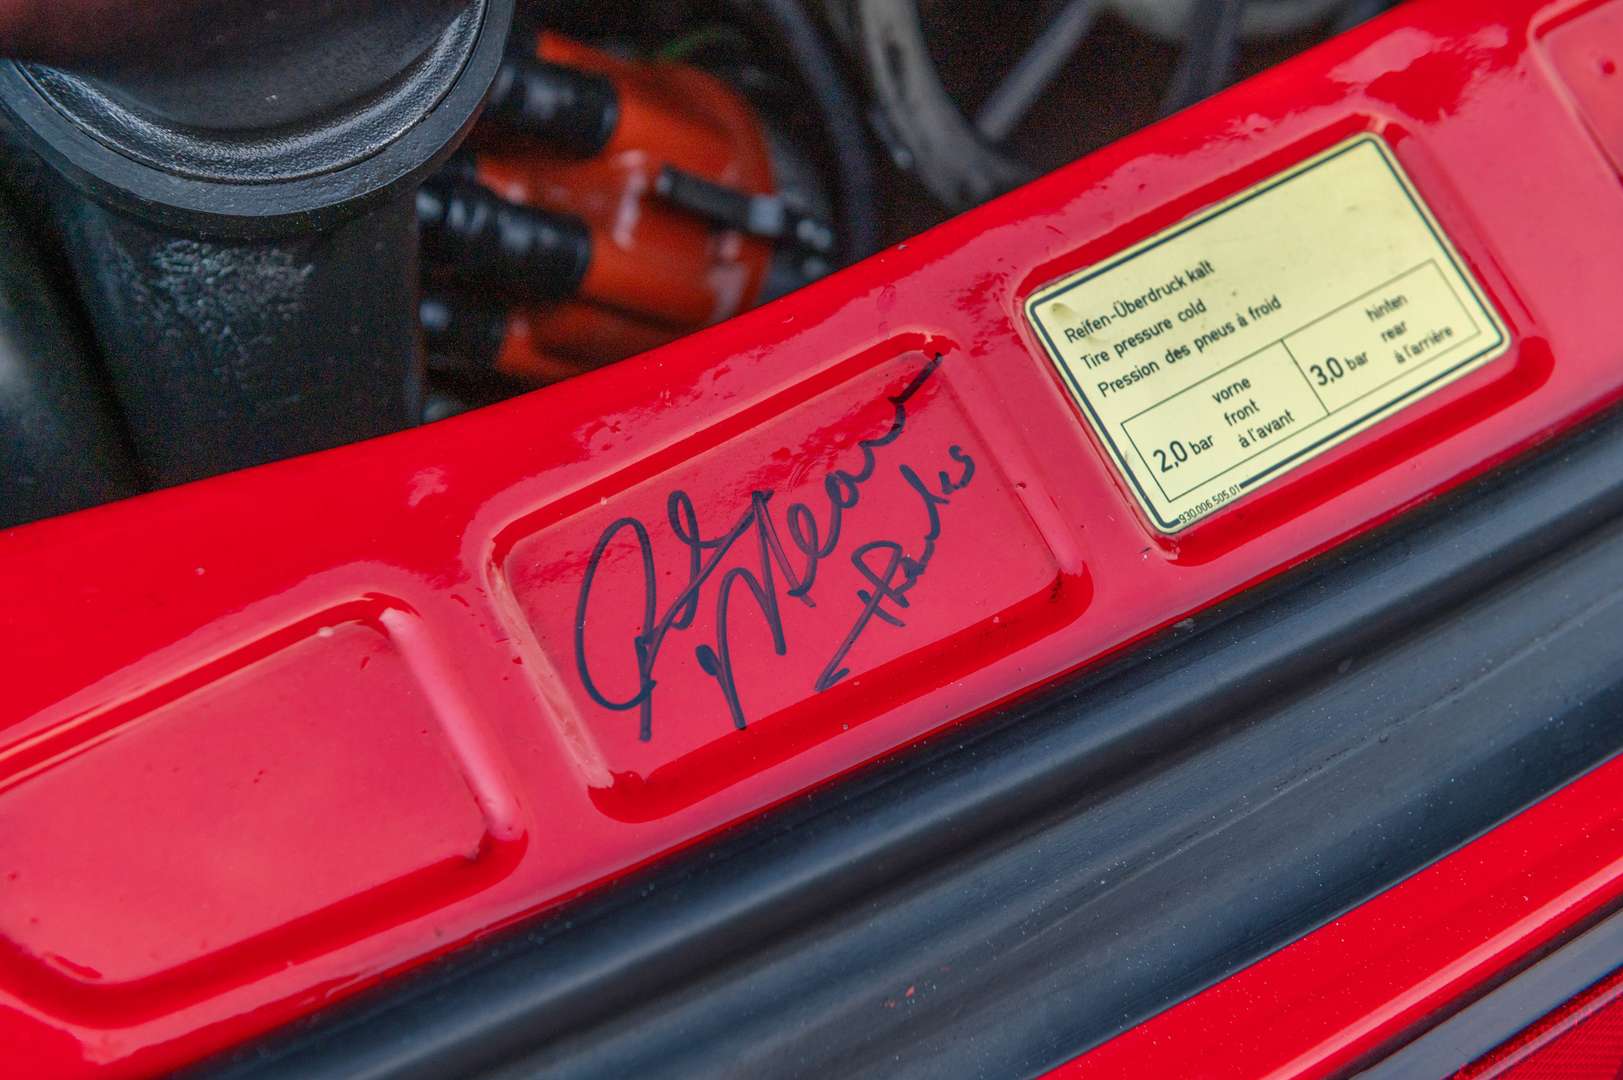 Reifen-Überdruck kalt
Tire pressure cold
Pression des pneus à froid
2,0 bar
vorne
front
à l'avant
3,0 bar
hinten
rear
à l'arrière
930.006.505.01
Thanks